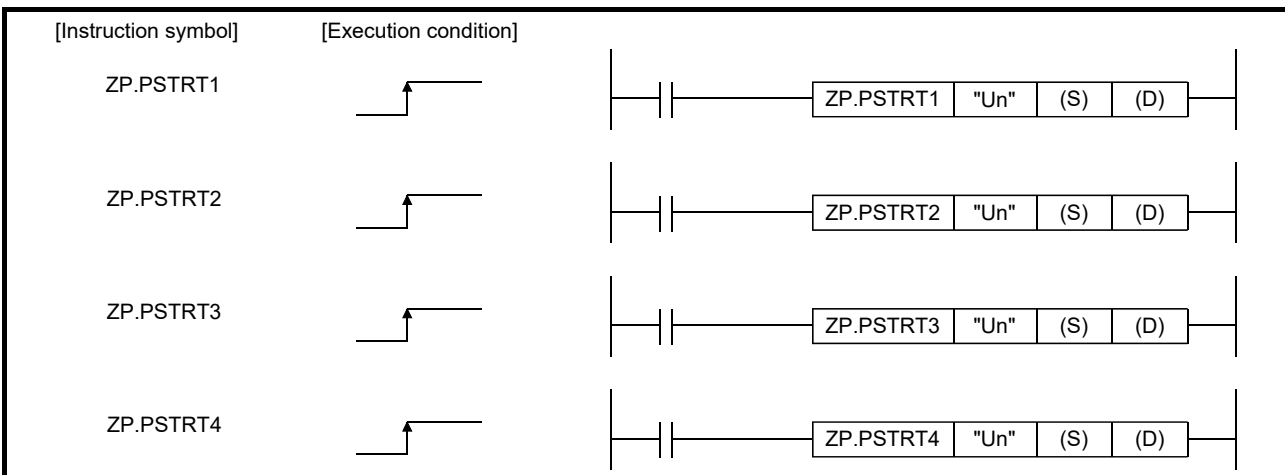 [Instruction symbol] [Execution condition]
ZP.PSTRT1 ZP.PSTRT1 "Un" (S) (D)
ZP.PSTRT2 ZP.PSTRT2 "Un" (S) (D)
ZP.PSTRT3 ZP.PSTRT3 "Un" (S) (D)
ZP.PSTRT4 ZP.PSTRT4 "Un" (S) (D)